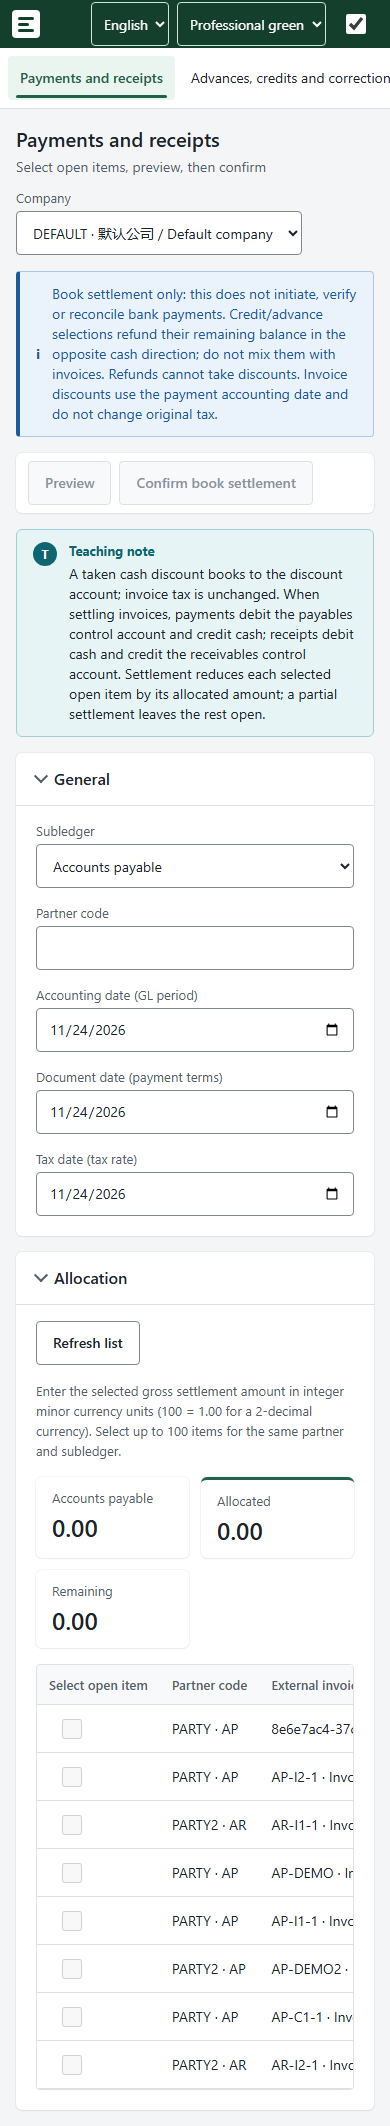 English
Professional green
Payments and receipts
Advances, credits and correction
Payments and receipts
Select open items, preview, then confirm
Company
DEFAULT · 默认公司 / Default company
i
Book settlement only: this does not initiate, verify
or reconcile bank payments. Credit/advance
selections refund their remaining balance in the
opposite cash direction; do not mix them with
invoices. Refunds cannot take discounts. Invoice
discounts use the payment accounting date and
do not change original tax.
Preview
Confirm book settlement
T
Teaching note
A taken cash discount books to the discount
account; invoice tax is unchanged. When
settling invoices, payments debit the payables
control account and credit cash; receipts debit
cash and credit the receivables control
account. Settlement reduces each selected
open item by its allocated amount; a partial
settlement leaves the rest open.
General
Subledger
Accounts payable
Partner code
Accounting date (GL period)
11/24/2026
Document date (payment terms)
11/24/2026
Tax date (tax rate)
11/24/2026
Allocation
Refresh list
Enter the selected gross settlement amount in integer
minor currency units (100 = 1.00 for a 2-decimal
currency). Select up to 100 items for the same partner
and subledger.
Accounts payable
0.00
Allocated
0.00
Remaining
0.00
Select open item Partner code External invoic
PARTY · AP 8e6e7ac4-37c
PARTY · AP AP-I2-1 · Invo
PARTY2 · AR AR-I1-1 · Invo
PARTY · AP AP-DEMO · In
PARTY · AP AP-I1-1 · Invo
PARTY2 · AP AP-DEMO2 ·
PARTY · AP AP-C1-1 · Inv
PARTY2 · AR AR-I2-1 · Invo